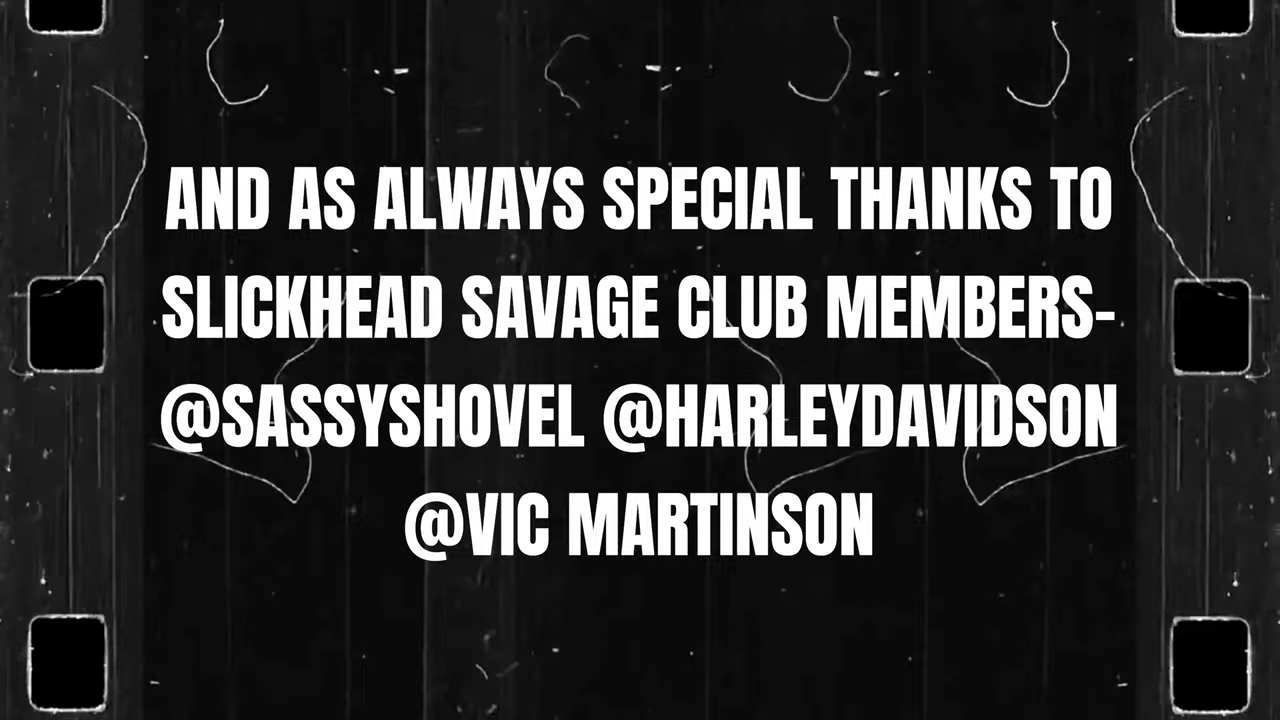 AND AS ALWAYS SPECIAL THANKS TO
SLICKHEAD SAVAGE CLUB MEMBERS-
@SASSYSHOVEL @HARLEYDAVIDSON
@VIC MARTINSON